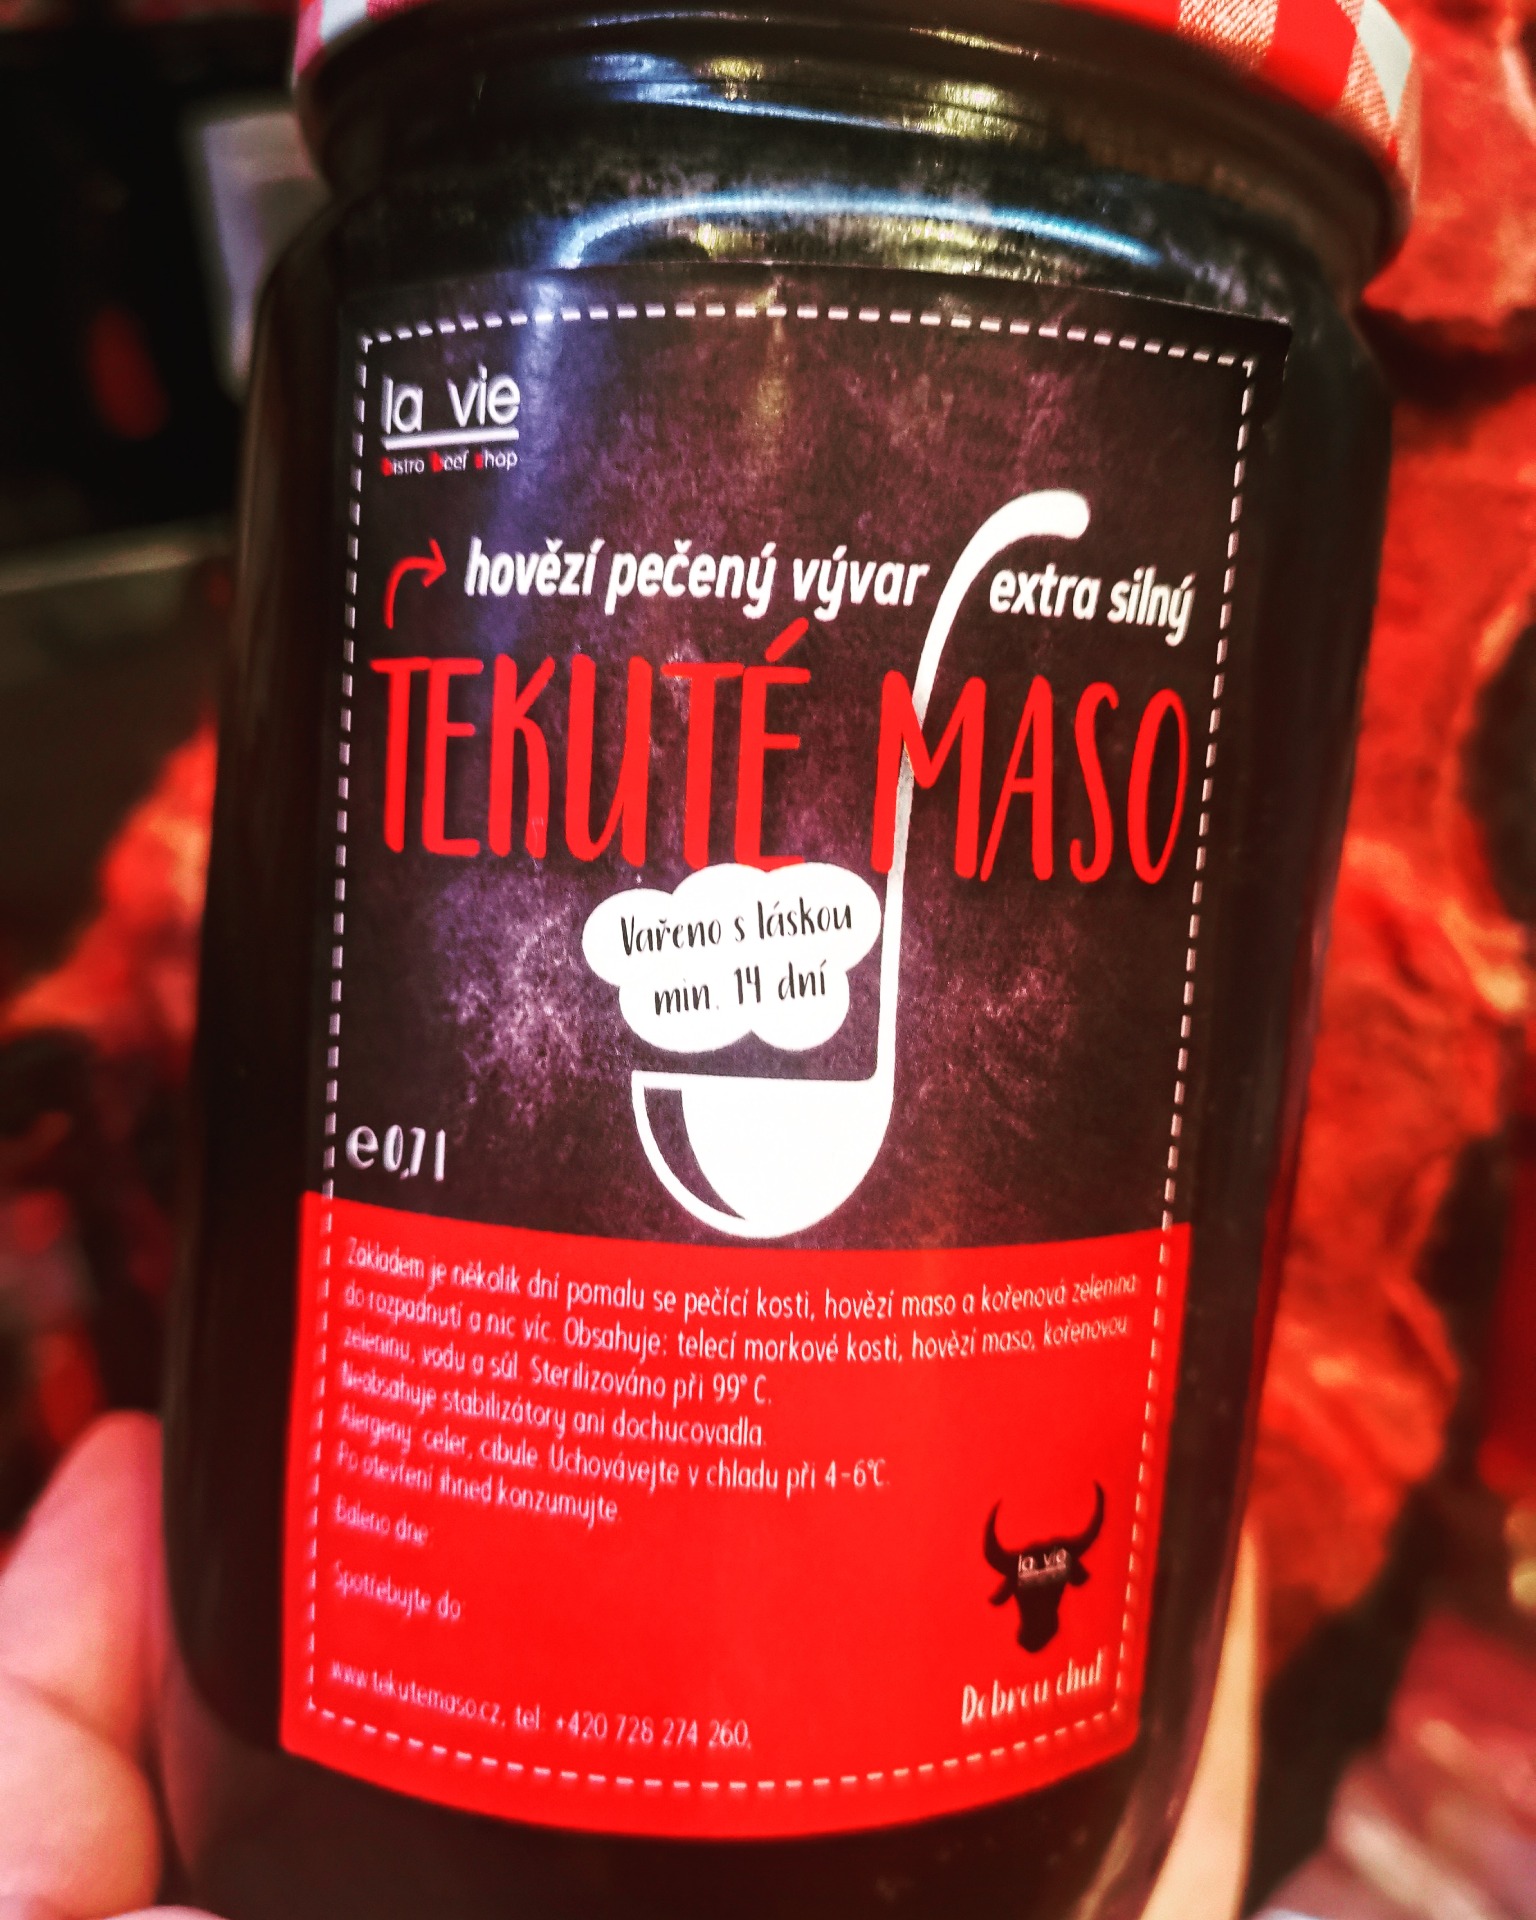 la vie
bistro beef shop
hovězí pečený vývar extra silný
TEKUTÉ MASO
Vařeno s láskou
min. 14 dní
e 0,7 l
Základem je několik dní pomalu se pečící kosti, hovězí maso a kořenová zelenina
do rozpadnutí a nic víc. Obsahuje: telecí morkové kosti, hovězí maso, kořenovou
zeleninu, vodu a sůl. Sterilizováno při 99° C.
Neobsahuje stabilizátory ani dochucovadla.
Alergeny: celer, cibule. Uchovávejte v chladu při 4-6°C.
Po otevření ihned konzumujte.
Baleno dne:
Spotřebujte do:
la vie
www.tekutemaso.cz, tel: +420 728 274 260,
Dobrou chuť